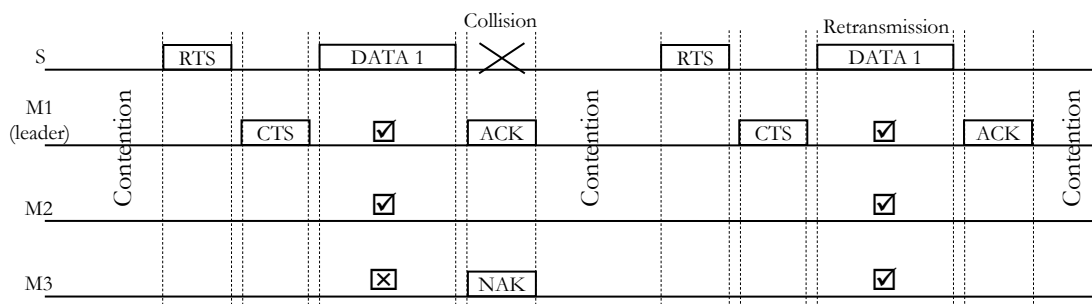 Collision
Retransmission
S
RTS
DATA 1
RTS
DATA 1
M1
(leader)
Contention
CTS
ACK
Contention
CTS
ACK
Contention
M2
M3
NAK